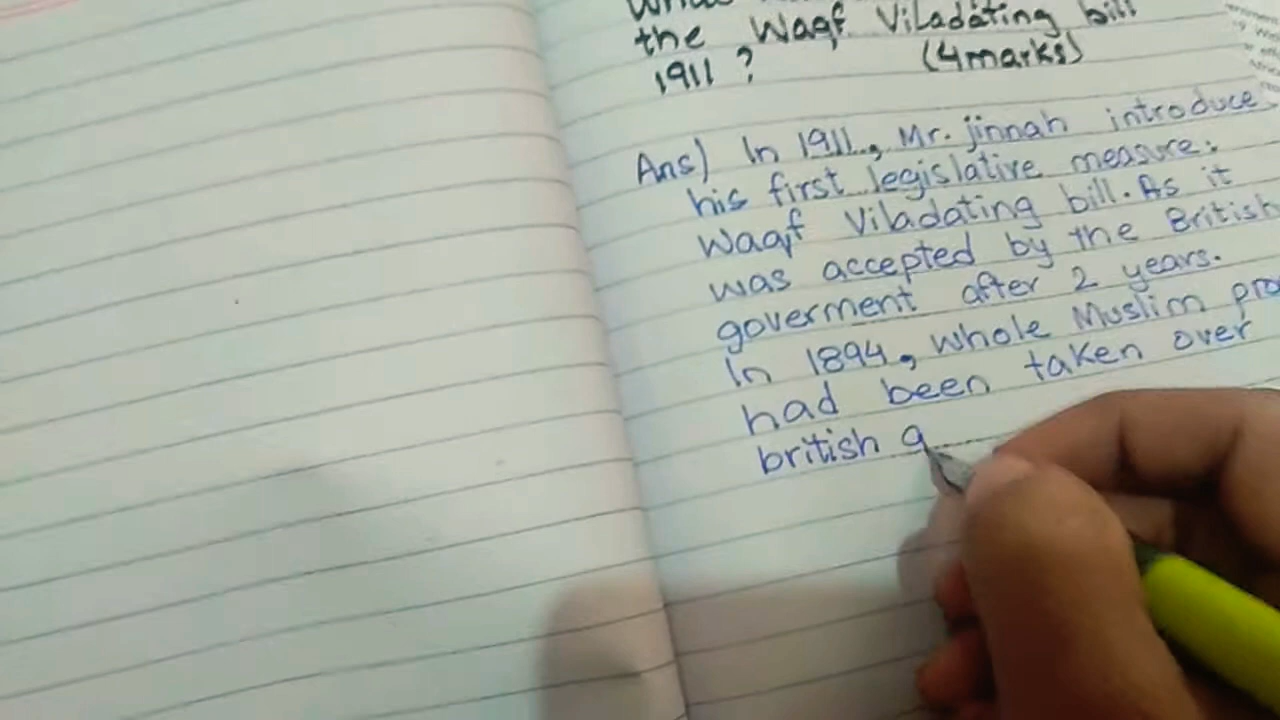 the Waqf Viladating bill
1911 ? (4marks)
Ans) In 1911, Mr. jinnah introduce
his first legislative measure:
Waqf Viladating bill. As it
was accepted by the British
goverment after 2 years.
In 1894, whole Muslim pro
had been taken over
british g